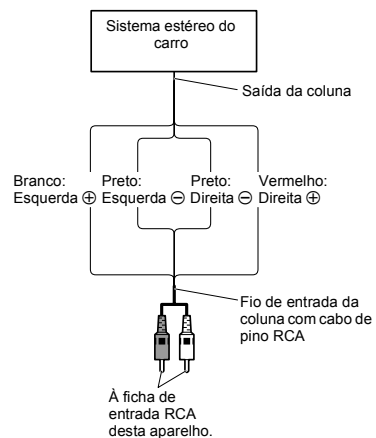 Sistema estéreo do
carro
Saída da coluna
Branco:
Esquerda ⊕
Preto:
Esquerda ⊖
Preto:
Direita ⊖
Vermelho:
Direita ⊕
Fio de entrada da
coluna com cabo de
pino RCA
À ficha de
entrada RCA
desta aparelho.